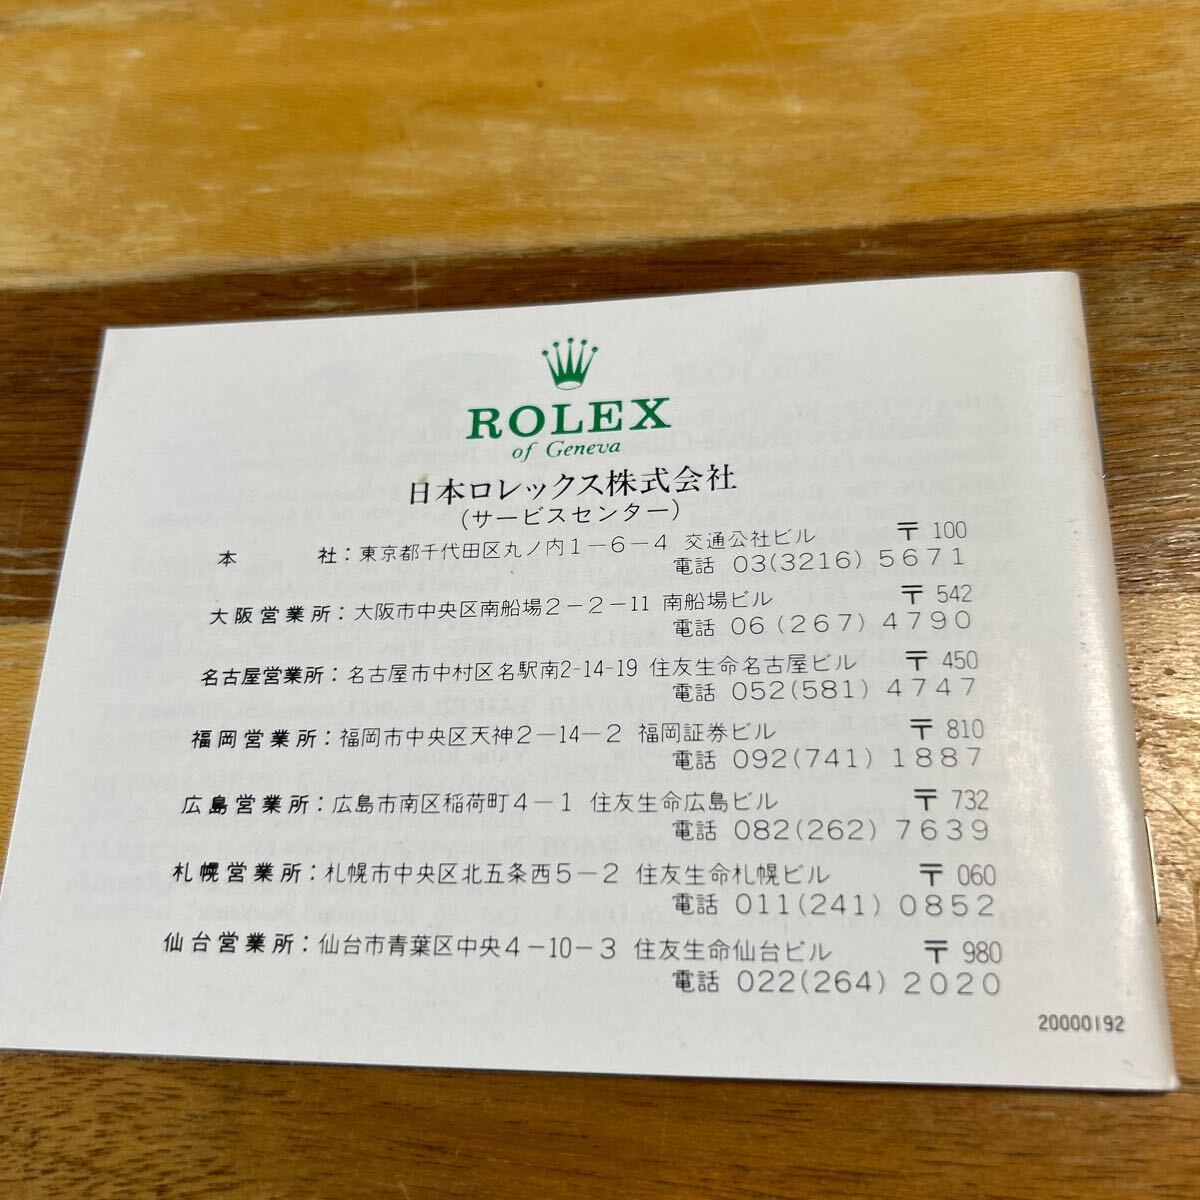 ROLEX
of Geneva
日本ロレックス株式会社
(サービスセンター)
本　社：東京都千代田区丸ノ内1－6－4 交通公社ビル 〒100
電話 03(3216)5671
大阪営業所：大阪市中央区南船場2－2－11 南船場ビル 〒542
電話 06(267)4790
名古屋営業所：名古屋市中村区名駅南2-14-19 住友生命名古屋ビル 〒450
電話 052(581)4747
福岡営業所：福岡市中央区天神2－14－2 福岡証券ビル 〒810
電話 092(741)1887
広島営業所：広島市南区稲荷町4－1 住友生命広島ビル 〒732
電話 082(262)7639
札幌営業所：札幌市中央区北五条西5－2 住友生命札幌ビル 〒060
電話 011(241)0852
仙台営業所：仙台市青葉区中央4－10－3 住友生命仙台ビル 〒980
電話 022(264)2020
20000192